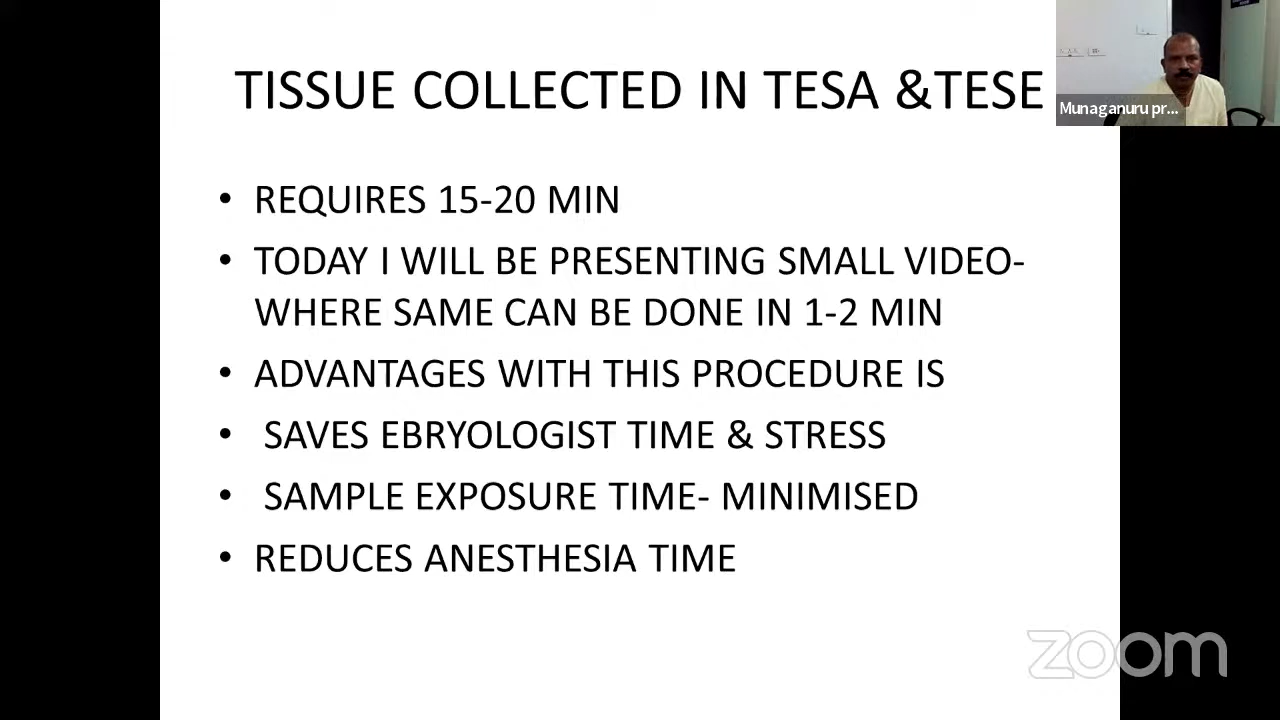 TISSUE COLLECTED IN TESA &TESE
Munaganuru pr...
• REQUIRES 15-20 MIN
• TODAY I WILL BE PRESENTING SMALL VIDEO-
WHERE SAME CAN BE DONE IN 1-2 MIN
• ADVANTAGES WITH THIS PROCEDURE IS
• SAVES EBRYOLOGIST TIME & STRESS
• SAMPLE EXPOSURE TIME- MINIMISED
• REDUCES ANESTHESIA TIME
zoom